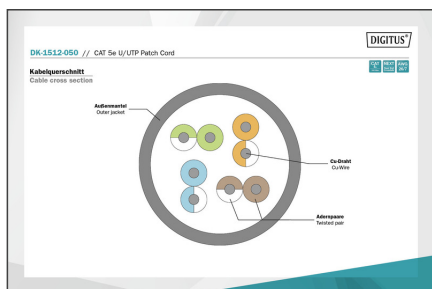 DIGITUS®
DK-1512-050 // CAT 5e U/UTP Patch Cord
Kabelquerschnitt
Cable cross section
Außenmantel
Outer jacket
Cu-Draht
Cu-Wire
Aderspaare
Twisted pair